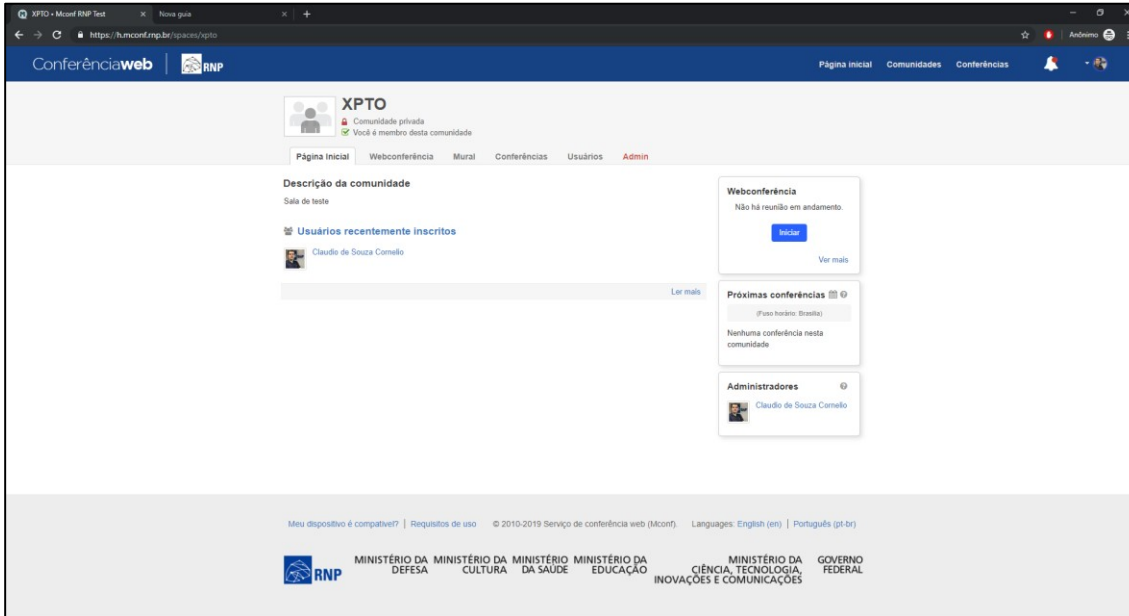 XPTO • Mconf RNP Test
Nova guia
https://h.mconf.rnp.br/spaces/xpto
Anônimo
Conferênciaweb
RNP
Página inicial
Comunidades
Conferências
XPTO
Comunidade privada
Você é membro desta comunidade
Página Inicial
Webconferência
Mural
Conferências
Usuários
Admin
Descrição da comunidade
Sala de teste
Usuários recentemente inscritos
Claudio de Souza Cornelio
Ler mais
Webconferência
Não há reunião em andamento.
Iniciar
Ver mais
Próximas conferências
(Fuso horário: Brasília)
Nenhuma conferência nesta
comunidade
Administradores
Claudio de Souza Cornelio
Meu dispositivo é compatível? | Requisitos de uso © 2010-2019 Serviço de conferência web (Mconf). Languages: English (en) | Português (pt-br)
RNP
MINISTÉRIO DA
DEFESA
MINISTÉRIO DA
CULTURA
MINISTÉRIO
DA SAÚDE
MINISTÉRIO DA
EDUCAÇÃO
MINISTÉRIO DA
CIÊNCIA, TECNOLOGIA,
INOVAÇÕES E COMUNICAÇÕES
GOVERNO
FEDERAL